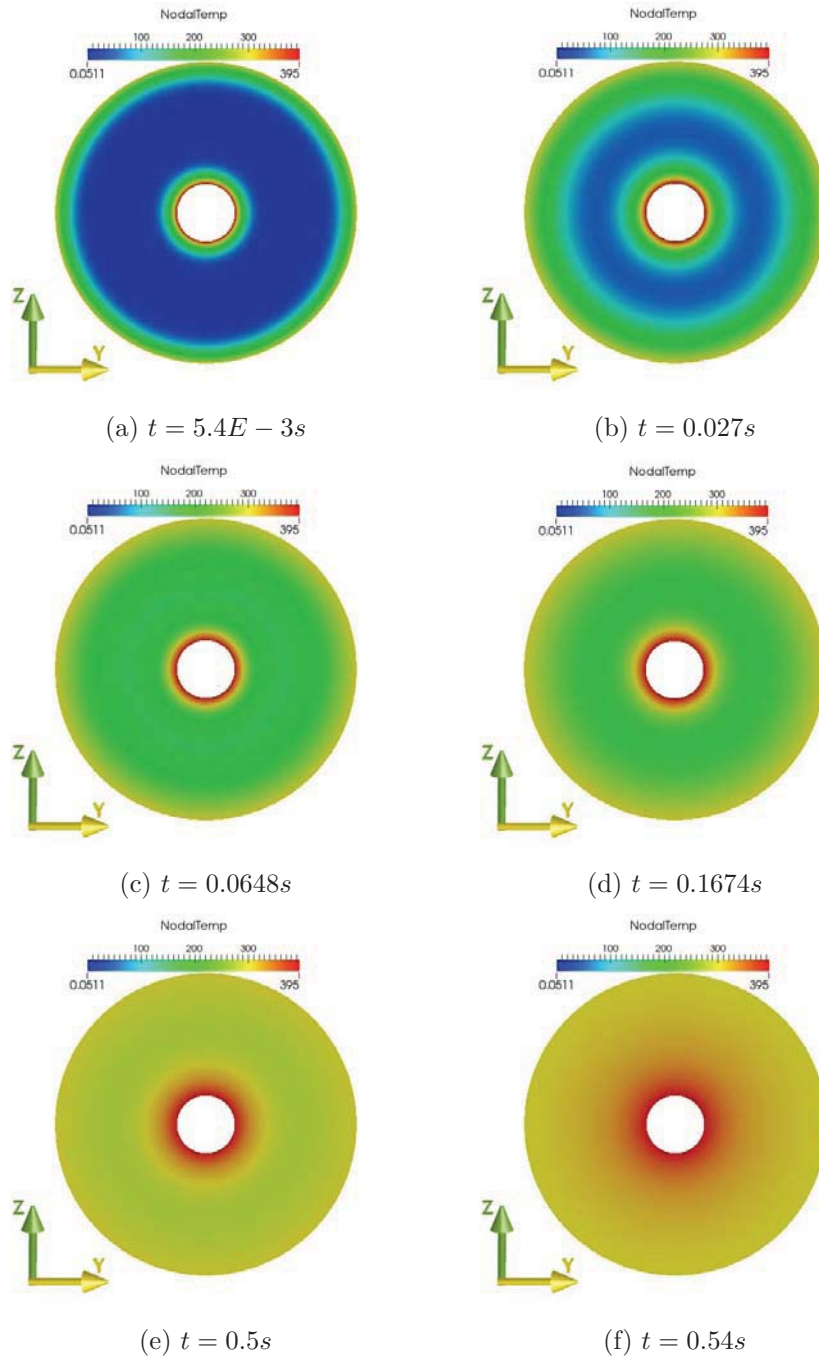 NodalTemp NodalTemp
100 200 300 100 200 300
0.0511 395 0.0511 395
Z Z
Y Y
(a) t = 5.4E − 3s (b) t = 0.027s
NodalTemp NodalTemp
100 200 300 100 200 300
0.0511 395 0.0511 395
Z Z
Y Y
(c) t = 0.0648s (d) t = 0.1674s
NodalTemp NodalTemp
100 200 300 100 200 300
0.0511 395 0.0511 395
Z Z
Y Y
(e) t = 0.5s (f) t = 0.54s